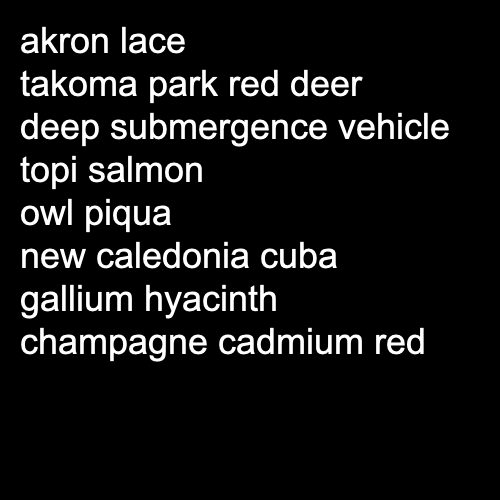 akron lace
takoma park red deer
deep submergence vehicle
topi salmon
owl piqua
new caledonia cuba
gallium hyacinth
champagne cadmium red